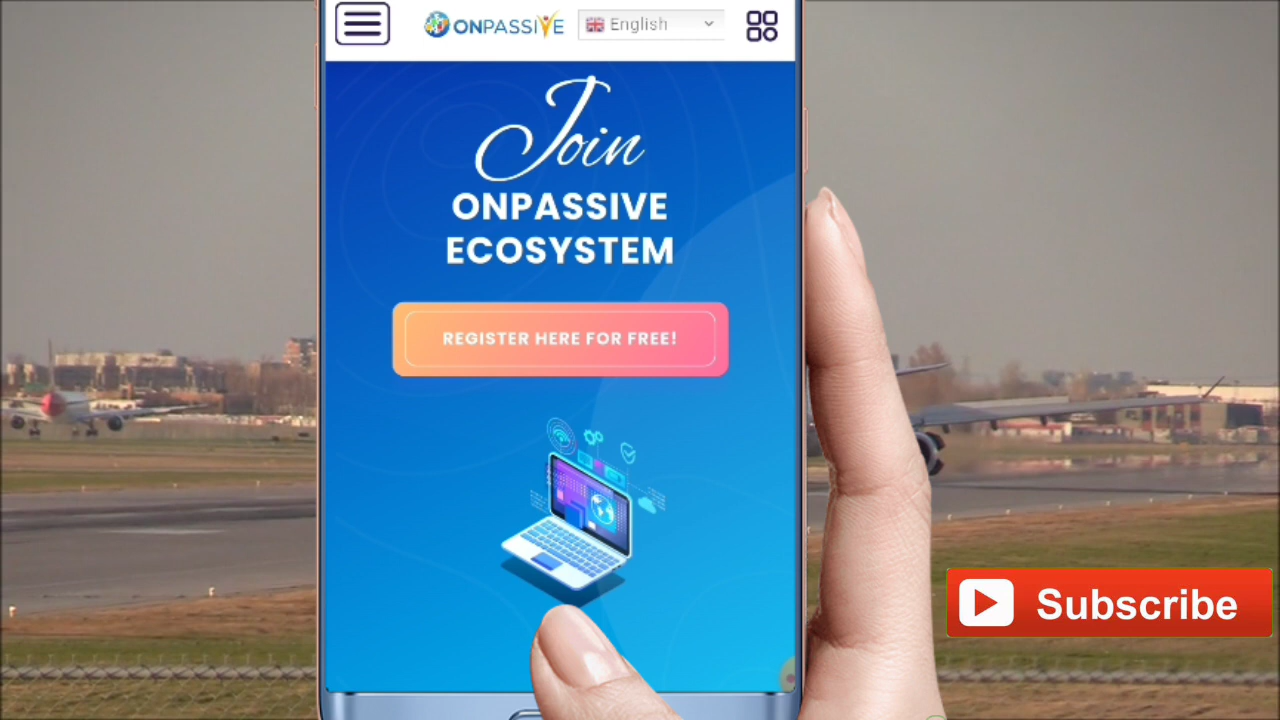 ONPASSIVE
English
Join
ONPASSIVE
ECOSYSTEM
REGISTER HERE FOR FREE!
Subscribe